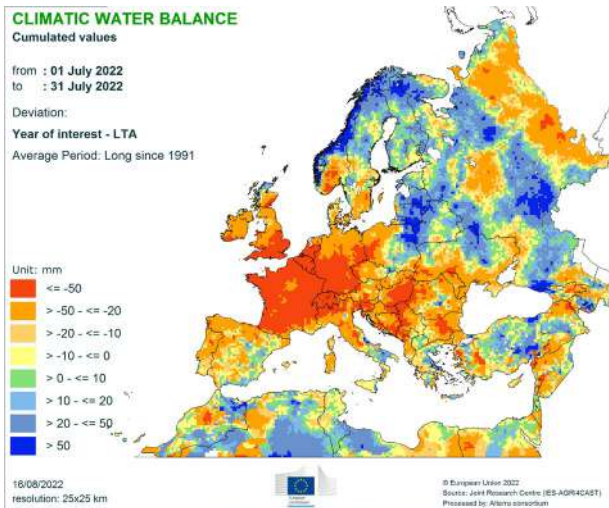 CLIMATIC WATER BALANCE
Cumulated values
from : 01 July 2022
to : 31 July 2022
Deviation:
Year of interest - LTA
Average Period: Long since 1991
Unit: mm
<= -50
> -50 - <= -20
> -20 - <= -10
> -10 - <= 0
> 0 - <= 10
> 10 - <= 20
> 20 - <= 50
> 50
16/08/2022
resolution: 25x25 km
© European Union 2022
Source: Joint Research Centre (IES-AGRI4CAST)
Processed by: Alterra consortium